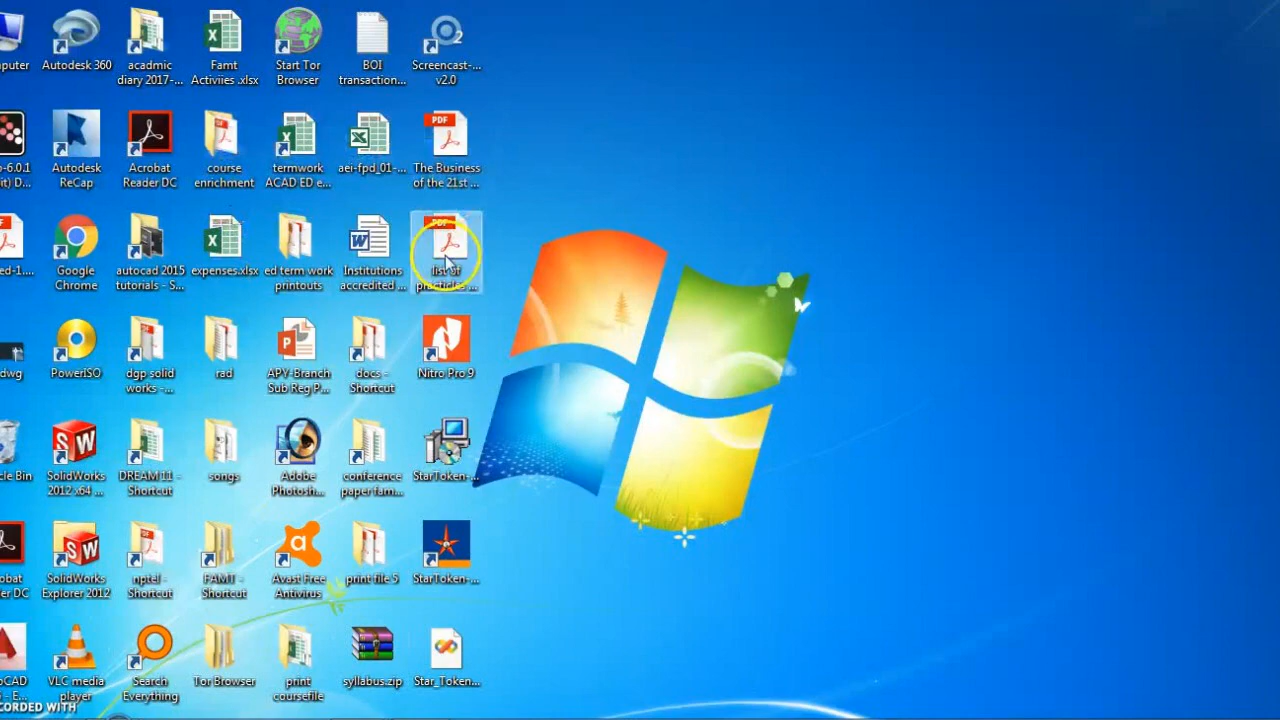 puter
Autodesk 360
acadmic
diary 2017-...
Famt
Activiies .xlsx
Start Tor
Browser
BOI
transaction...
Screencast-...
v2.0
-6.0.1
it) D...
Autodesk
ReCap
Acrobat
Reader DC
course
enrichment
termwork
ACAD ED e...
aei-fpd_01-...
PDF
The Business
of the 21st ...
ed-1....
Google
Chrome
autocad 2015
tutorials - S...
expenses.xlsx
ed term work
printouts
Institutions
accredited ...
PDF
list of
practicles ...
dwg
PowerISO
dgp solid
works -...
rad
APY-Branch
Sub Reg P...
docs -
Shortcut
Nitro Pro 9
cle Bin
SolidWorks
2012 x64 ...
DREAM 11 -
Shortcut
songs
Adobe
Photosh...
conference
paper fam...
StarToken-...
obat
er DC
SolidWorks
Explorer 2012
nptel -
Shortcut
FAMT -
Shortcut
Avast Free
Antivirus
print file 5
StarToken-...
oCAD
- E...
VLC media
player
Search
Everything
Tor Browser
print
coursefile
syllabus.zip
Star_Token...
CORDED WITH